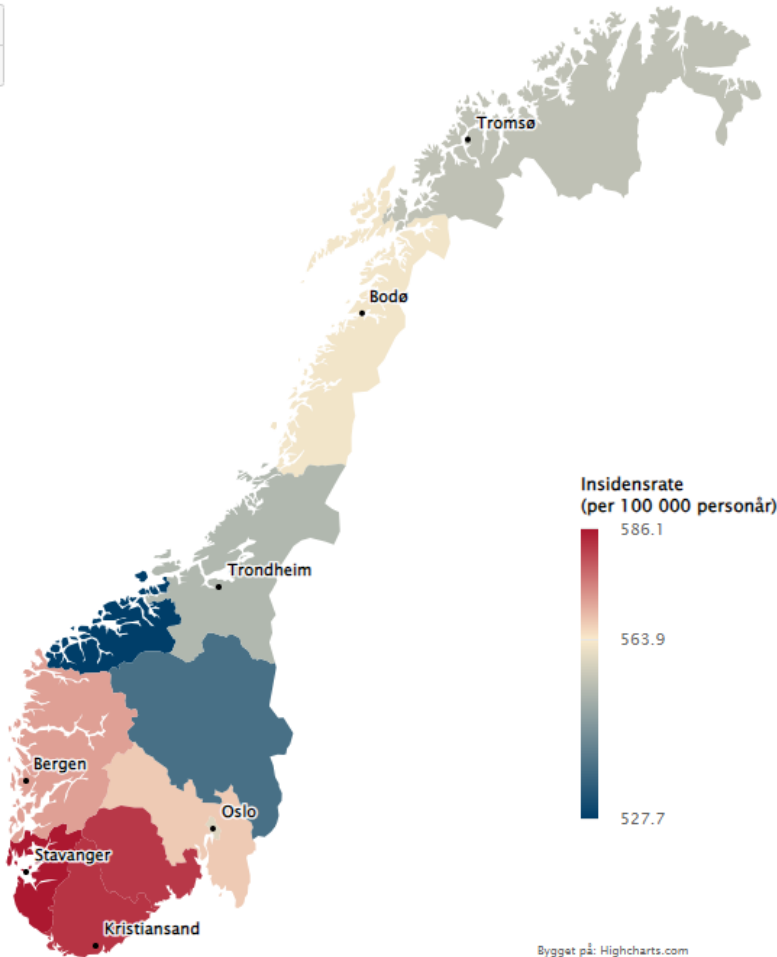 Tromsø
Bodø
Insidensrate
(per 100 000 personår)
586.1
563.9
527.7
Trondheim
Bergen
Oslo
Stavanger
Kristiansand
Bygget på: Highcharts.com